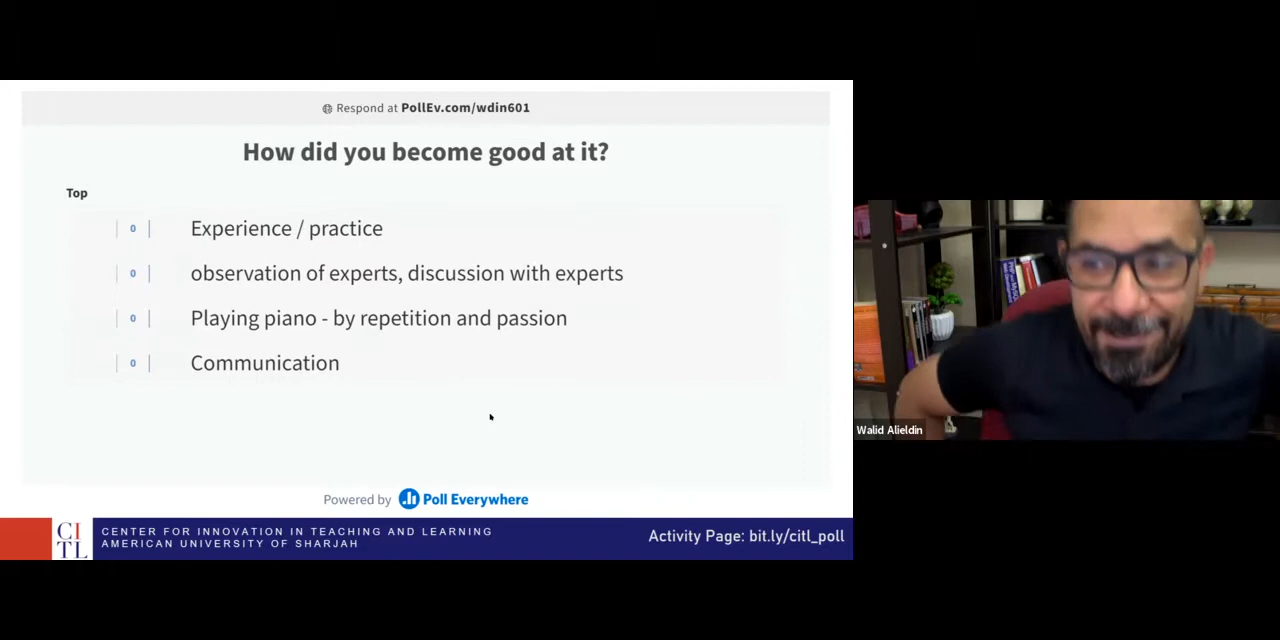 Respond at PollEv.com/wdin601
How did you become good at it?
Top
0 Experience / practice
0 observation of experts, discussion with experts
0 Playing piano - by repetition and passion
0 Communication
Powered by Poll Everywhere
CI
TL
CENTER FOR INNOVATION IN TEACHING AND LEARNING
AMERICAN UNIVERSITY OF SHARJAH
Activity Page: bit.ly/citl_poll
Walid Alieldin